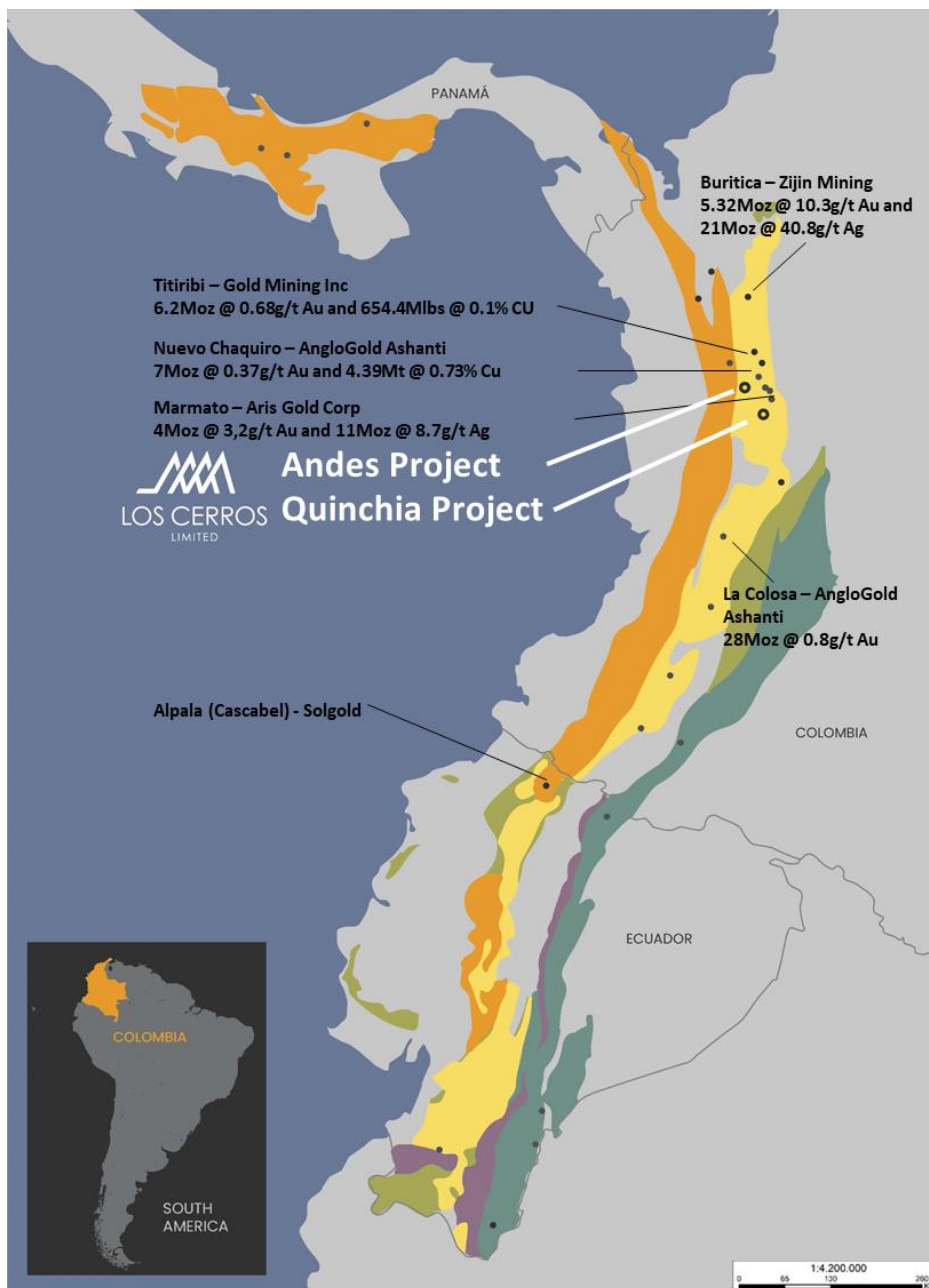 PANAMÁ
Buritica – Zijin Mining
5.32Moz @ 10.3g/t Au and
21Moz @ 40.8g/t Ag
Titiribi – Gold Mining Inc
6.2Moz @ 0.68g/t Au and 654.4Mlbs @ 0.1% CU
Nuevo Chaquiro – AngloGold Ashanti
7Moz @ 0.37g/t Au and 4.39Mt @ 0.73% Cu
Marmato – Aris Gold Corp
4Moz @ 3,2g/t Au and 11Moz @ 8.7g/t Ag
LOS CERROS
LIMITED
Andes Project
Quinchia Project
La Colosa – AngloGold
Ashanti
28Moz @ 0.8g/t Au
Alpala (Cascabel) - Solgold
COLOMBIA
ECUADOR
COLOMBIA
SOUTH
AMERICA
1:4.200.000
0 65 130 260